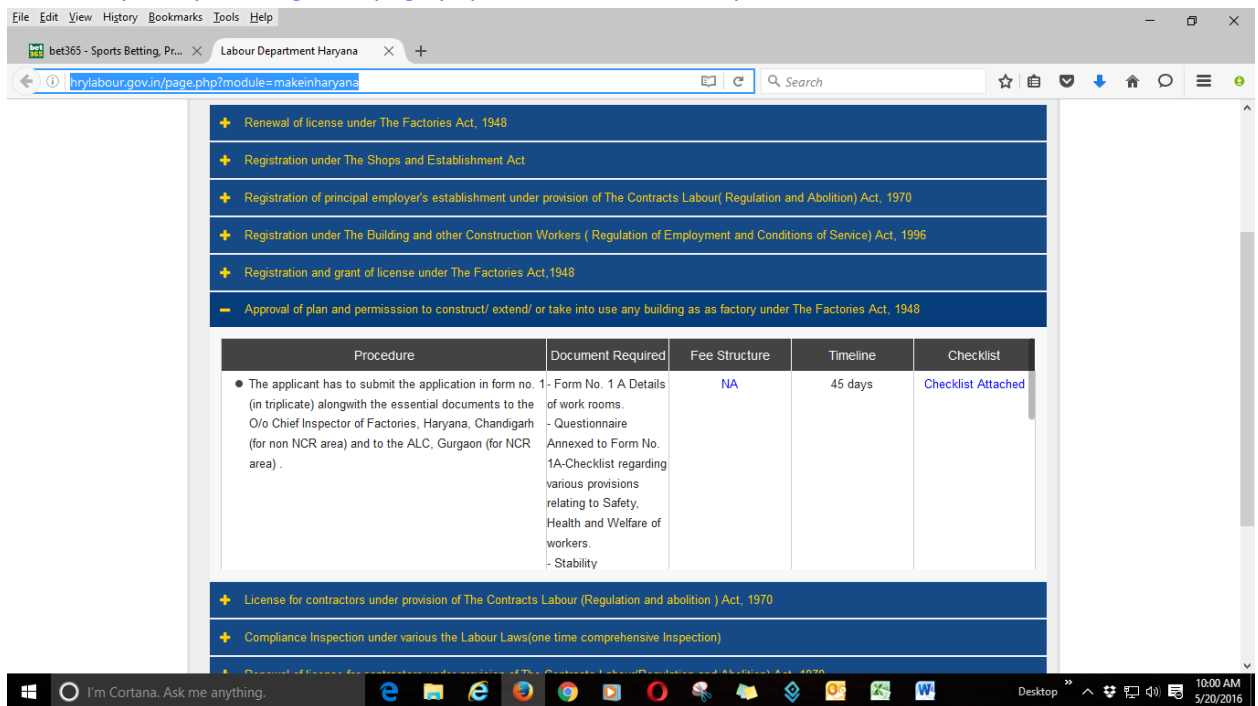 File Edit View History Bookmarks Tools Help
bet365 - Sports Betting, Pr...
Labour Department Haryana
hrylabour.gov.in/page.php?module=makeinharyana
Search
Renewal of license under The Factories Act, 1948
Registration under The Shops and Establishment Act
Registration of principal employer's establishment under provision of The Contracts Labour( Regulation and Abolition) Act, 1970
Registration under The Building and other Construction Workers ( Regulation of Employment and Conditions of Service) Act, 1996
Registration and grant of license under The Factories Act,1948
Approval of plan and permisssion to construct/ extend/ or take into use any building as as factory under The Factories Act, 1948
Procedure Document Required Fee Structure Timeline Checklist
The applicant has to submit the application in form no. 1
(in triplicate) alongwith the essential documents to the
O/o Chief Inspector of Factories, Haryana, Chandigarh
(for non NCR area) and to the ALC, Gurgaon (for NCR
area) .
- Form No. 1 A Details
of work rooms.
- Questionnaire
Annexed to Form No.
1A-Checklist regarding
various provisions
relating to Safety,
Health and Welfare of
workers.
- Stability
NA
45 days
Checklist Attached
License for contractors under provision of The Contracts Labour (Regulation and abolition ) Act, 1970
Compliance Inspection under various the Labour Laws(one time comprehensive Inspection)
I'm Cortana. Ask me anything.
Desktop
10:00 AM
5/20/2016